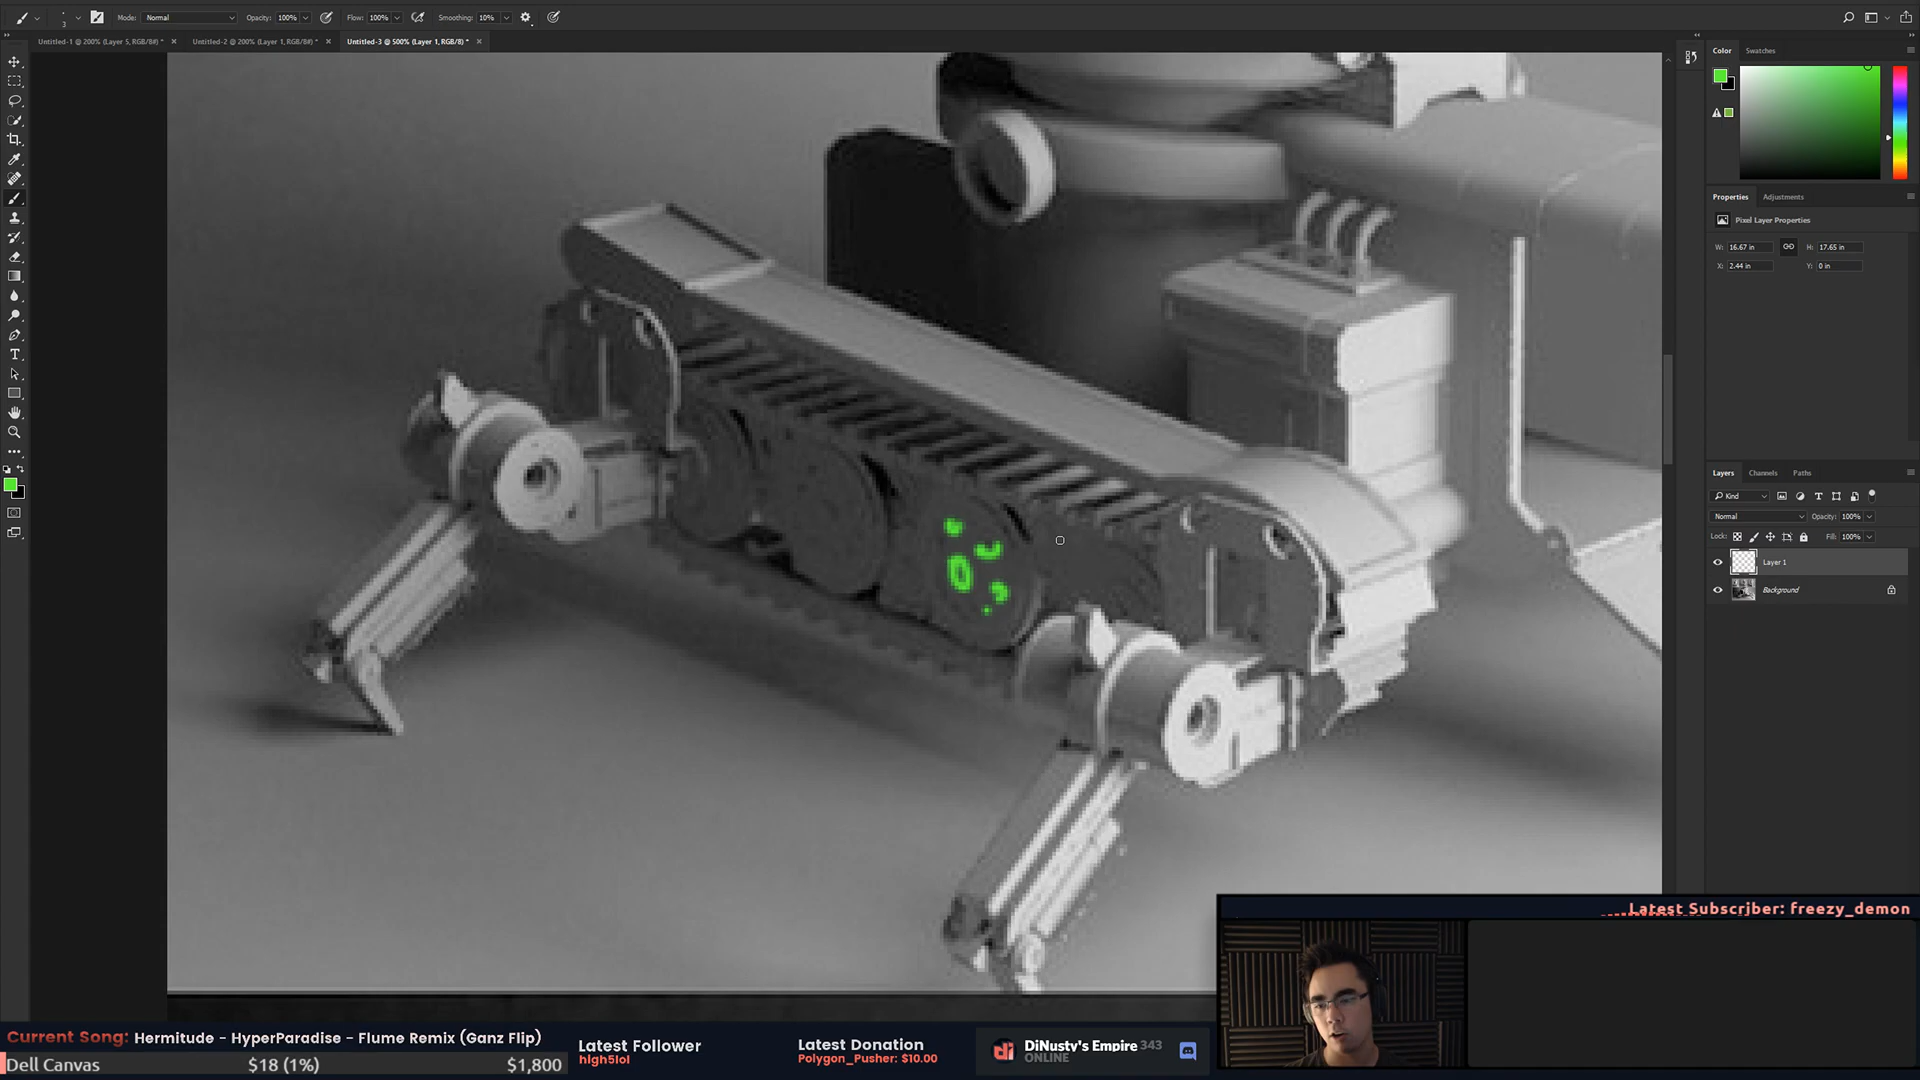 3 Mode: Normal Opacity: 100% Flow: 100% Smoothing: 10%
Untitled-1 @ 200% (Layer 5, RGB/8#) * Untitled-2 @ 200% (Layer 1, RGB/8#) * Untitled-3 @ 500% (Layer 1, RGB/8) *
Color Swatches
Properties Adjustments
Pixel Layer Properties
W: 16.67 in H: 17.65 in
X: 2.44 in Y: 0 in
Layers Channels Paths
Kind
Normal Opacity: 100%
Lock: Fill: 100%
Layer 1
Background
Latest Subscriber: freezy_demon
Current Song: Hermitude - HyperParadise - Flume Remix (Ganz Flip)
Dell Canvas $18 (1%) $1,800
Latest Follower
high5lol
Latest Donation
Polygon_Pusher: $10.00
DiNusty's Empire 343
ONLINE